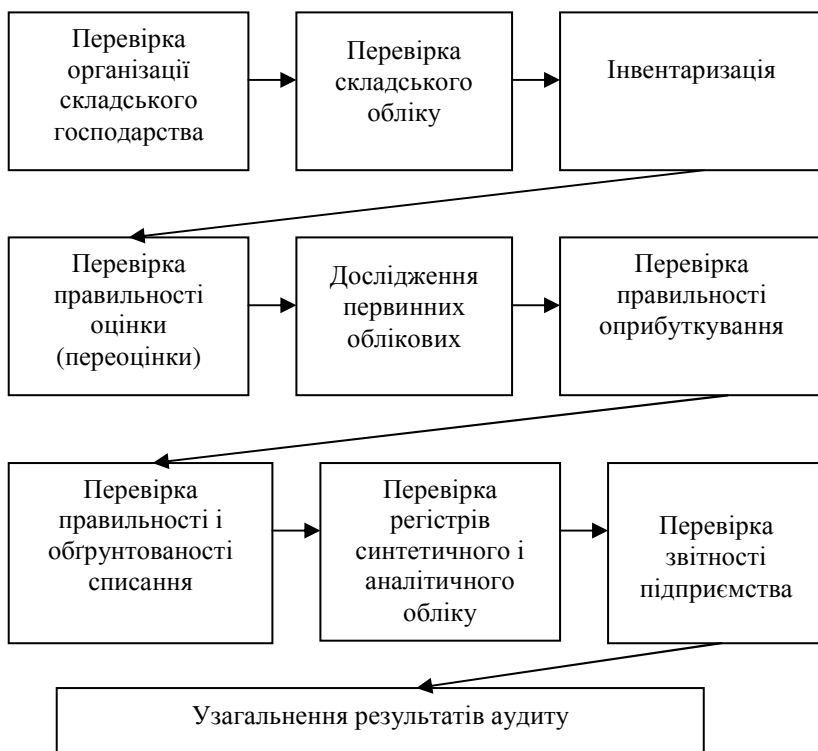 Перевірка
організації
складського
господарства
Перевірка
складського
обліку
Інвентаризація
Перевірка
правильності
оцінки
(переоцінки)
Дослідження
первинних
облікових
Перевірка
правильності
оприбуткування
Перевірка
правильності і
обґрунтованості
списання
Перевірка
регістрів
синтетичного і
аналітичного
обліку
Перевірка
звітності
підприємства
Узагальнення результатів аудиту